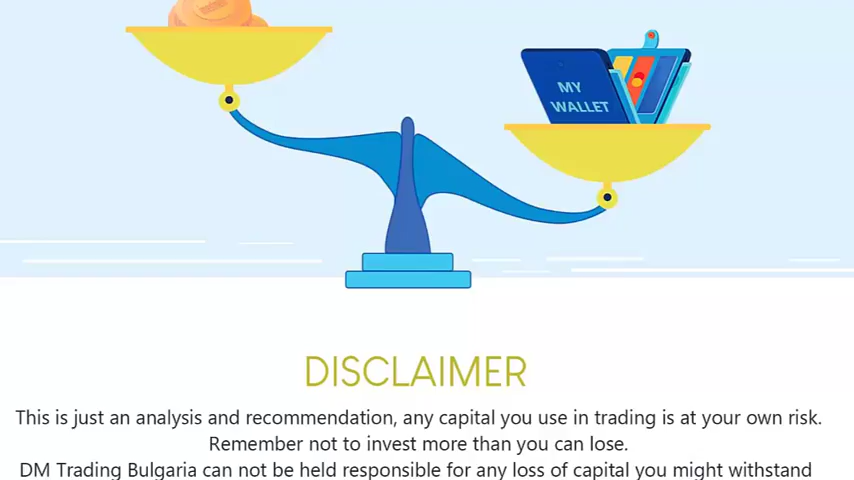 MY
WALLET
DISCLAIMER
This is just an analysis and recommendation, any capital you use in trading is at your own risk.
Remember not to invest more than you can lose.
DM Trading Bulgaria can not be held responsible for any loss of capital you might withstand